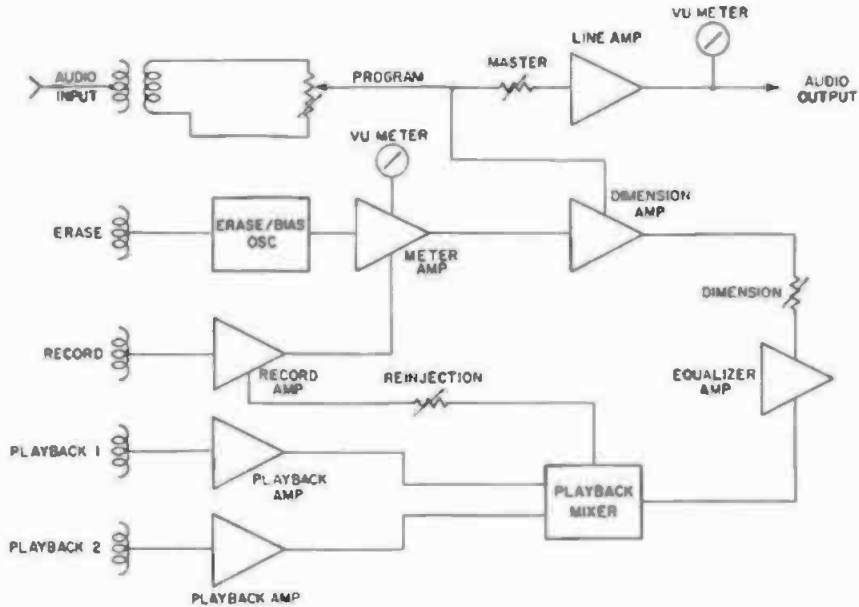 VU METER
LINE AMP
MASTER
AUDIO
INPUT
PROGRAM
AUDIO
OUTPUT
VU METER
DIMENSION
AMP
ERASE
ERASE/BIAS
OSC
METER
AMP
DIMENSION
RECORD
RECORD
AMP
REINJECTION
EQUALIZER
AMP
PLAYBACK 1
PLAYBACK
AMP
PLAYBACK
MIXER
PLAYBACK 2
PLAYBACK AMP